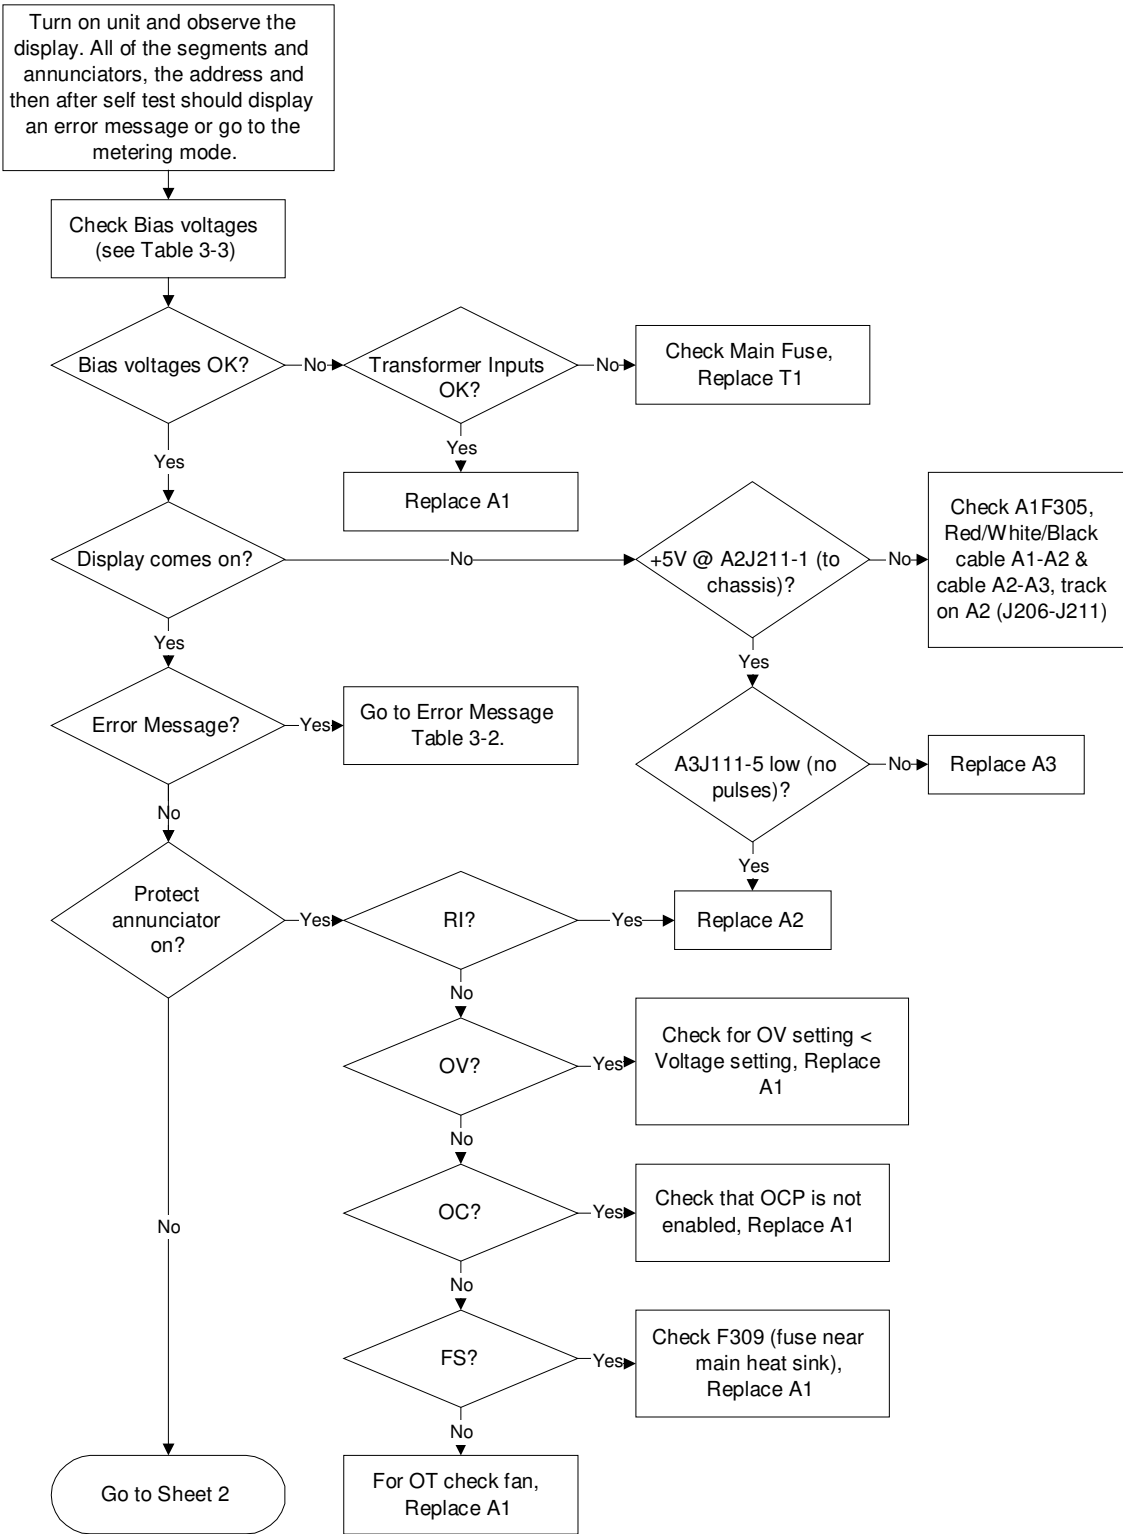 Turn on unit and observe the
display. All of the segments and
annunciators, the address and
then after self test should display
an error message or go to the
metering mode.
Check Bias voltages
(see Table 3-3)
Bias voltages OK?
No
Transformer Inputs
OK?
No
Check Main Fuse,
Replace T1
Yes
Yes
Replace A1
Display comes on?
No
+5V @ A2J211-1 (to
chassis)?
No
Check A1F305,
Red/White/Black
cable A1-A2 &
cable A2-A3, track
on A2 (J206-J211)
Yes
Yes
Error Message?
Yes
Go to Error Message
Table 3-2.
A3J111-5 low (no
pulses)?
No
Replace A3
No
Yes
Protect
annunciator
on?
Yes
RI?
Yes
Replace A2
No
OV?
Yes
Check for OV setting <
Voltage setting, Replace
A1
No
OC?
Yes
Check that OCP is not
enabled, Replace A1
No
No
FS?
Yes
Check F309 (fuse near
main heat sink),
Replace A1
No
Go to Sheet 2
For OT check fan,
Replace A1